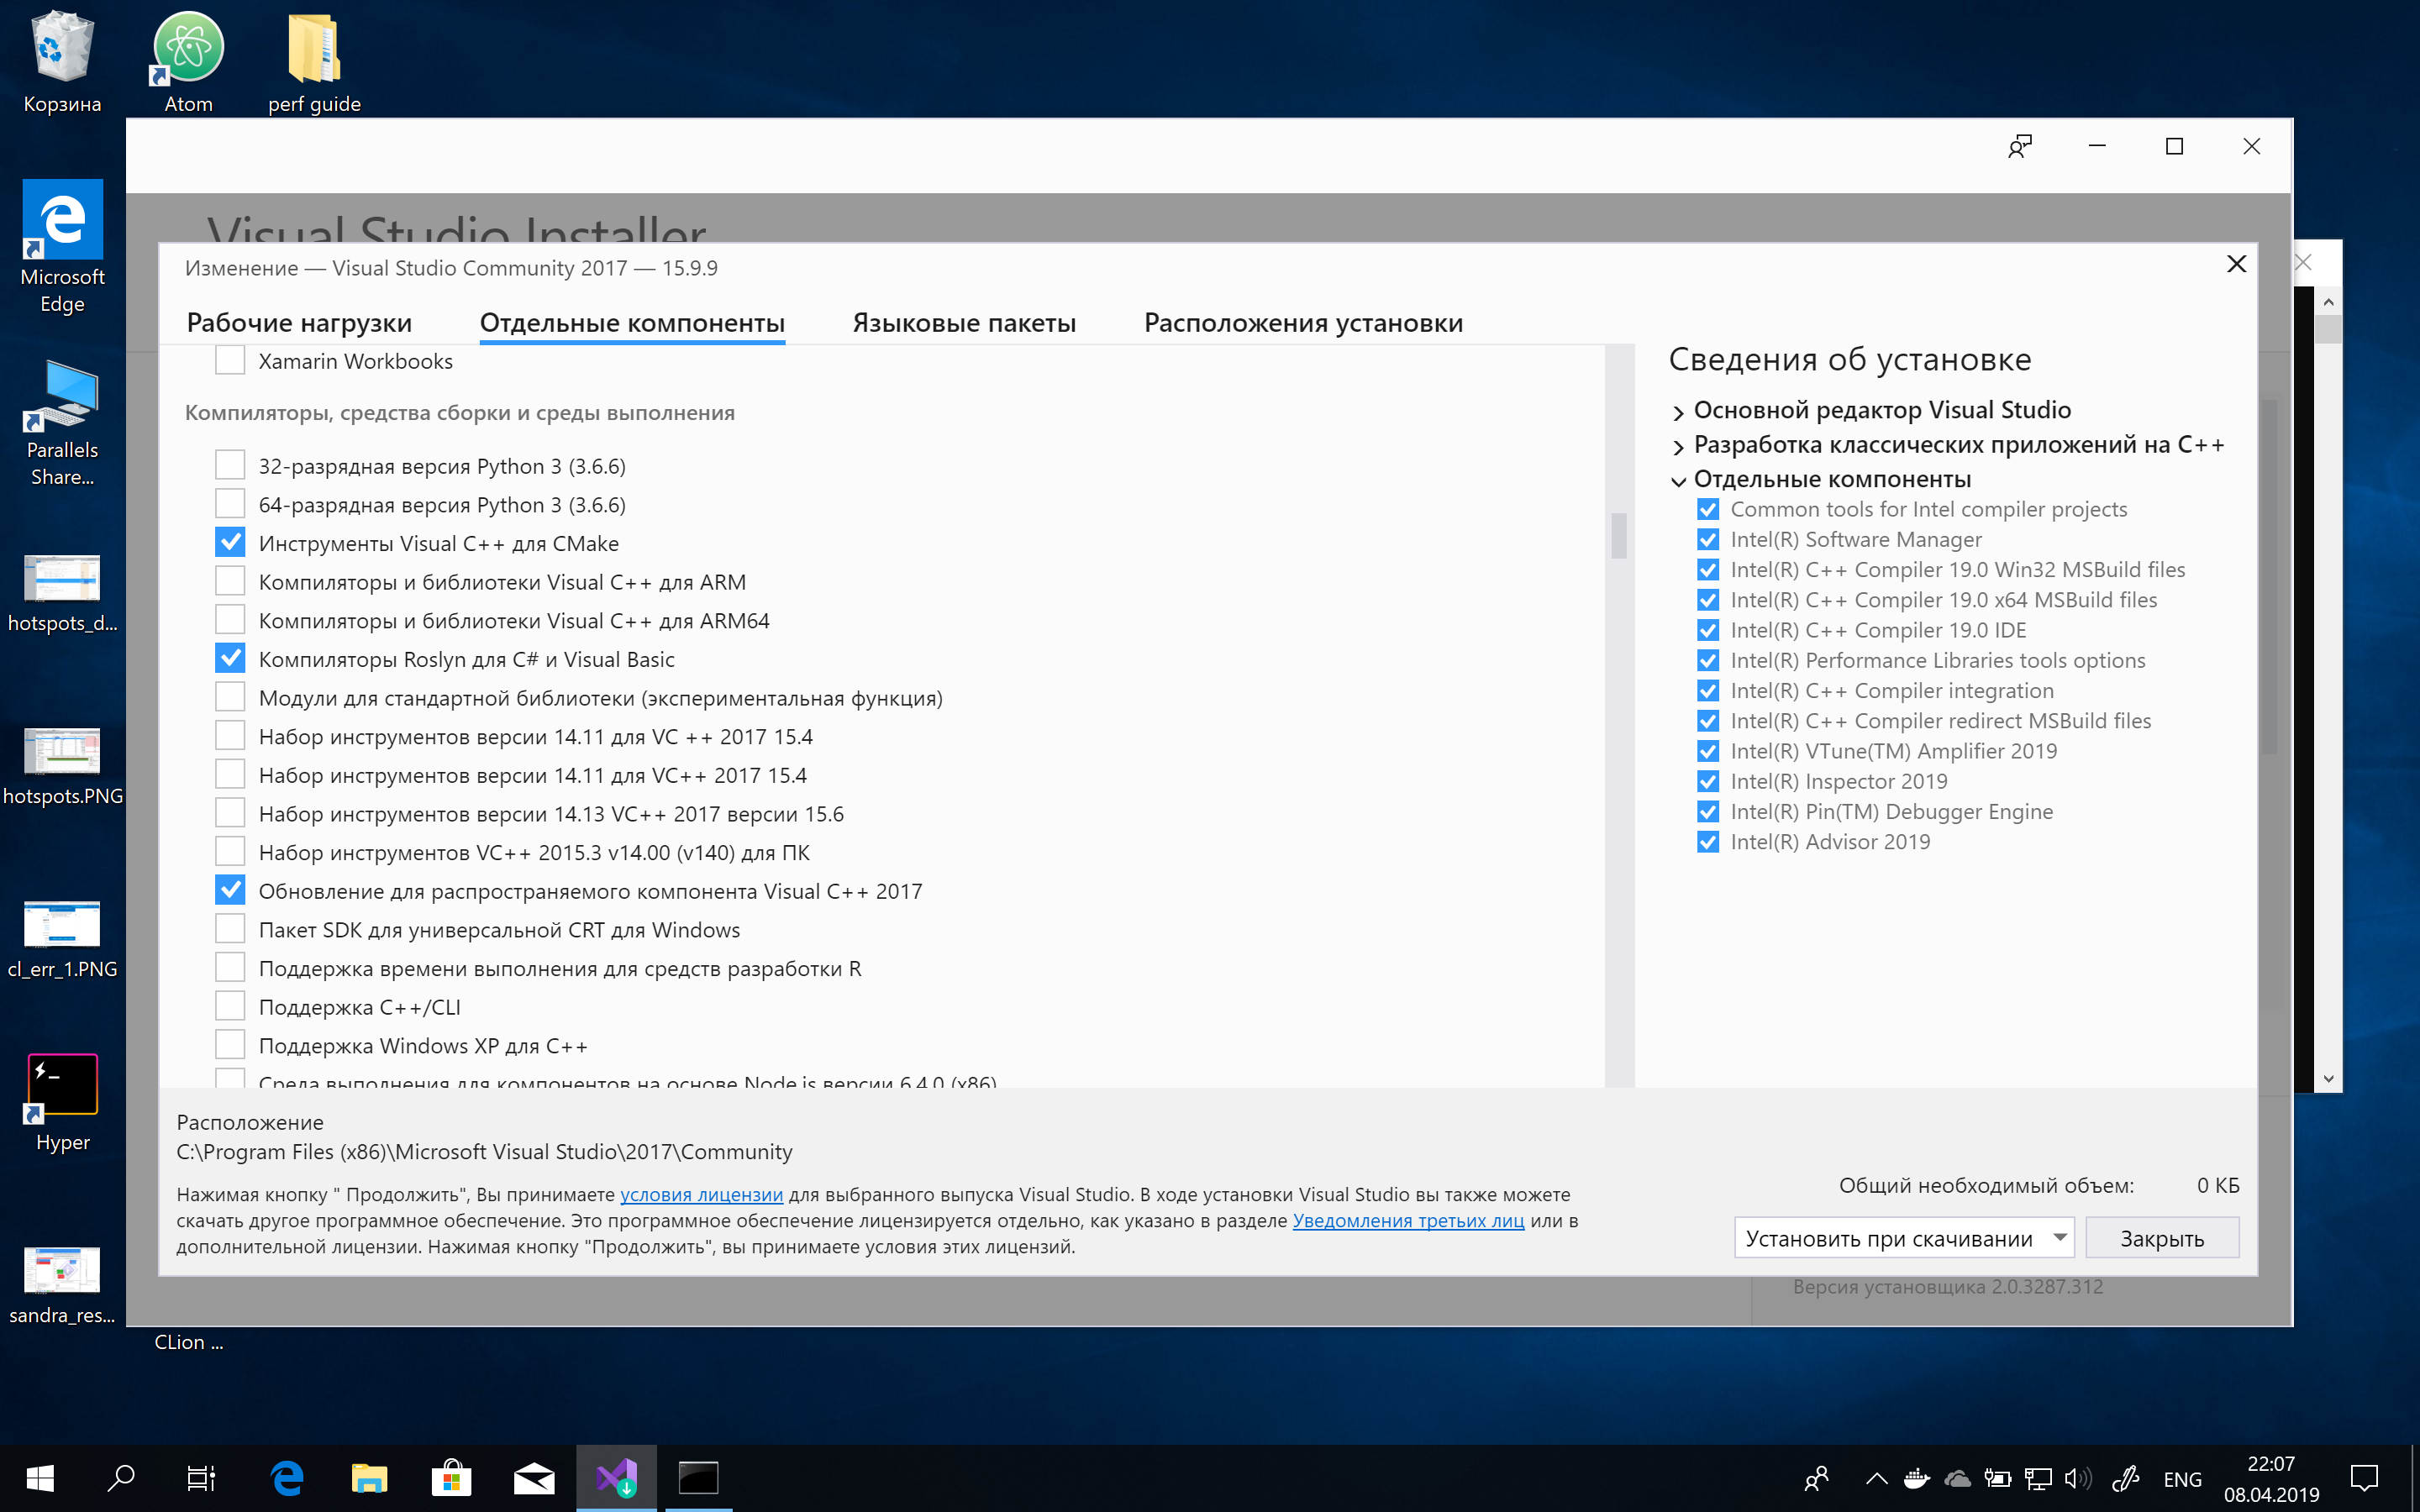 Корзина
Atom
perf guide
Microsoft
Edge
Parallels
Share...
hotspots_d...
hotspots.PNG
cl_err_1.PNG
Hyper
sandra_res...
CLion ...
Visual Studio Installer
Изменение — Visual Studio Community 2017 — 15.9.9
Рабочие нагрузки
Отдельные компоненты
Языковые пакеты
Расположения установки
Xamarin Workbooks
Компиляторы, средства сборки и среды выполнения
32-разрядная версия Python 3 (3.6.6)
64-разрядная версия Python 3 (3.6.6)
Инструменты Visual C++ для CMake
Компиляторы и библиотеки Visual C++ для ARM
Компиляторы и библиотеки Visual C++ для ARM64
Компиляторы Roslyn для C# и Visual Basic
Модули для стандартной библиотеки (экспериментальная функция)
Набор инструментов версии 14.11 для VC ++ 2017 15.4
Набор инструментов версии 14.11 для VC++ 2017 15.4
Набор инструментов версии 14.13 VC++ 2017 версии 15.6
Набор инструментов VC++ 2015.3 v14.00 (v140) для ПК
Обновление для распространяемого компонента Visual C++ 2017
Пакет SDK для универсальной CRT для Windows
Поддержка времени выполнения для средств разработки R
Поддержка C++/CLI
Поддержка Windows XP для C++
Среда выполнения для компонентов на основе Node.js версии 6.4.0 (x86)
Сведения об установке
Основной редактор Visual Studio
Разработка классических приложений на C++
Отдельные компоненты
Common tools for Intel compiler projects
Intel(R) Software Manager
Intel(R) C++ Compiler 19.0 Win32 MSBuild files
Intel(R) C++ Compiler 19.0 x64 MSBuild files
Intel(R) C++ Compiler 19.0 IDE
Intel(R) Performance Libraries tools options
Intel(R) C++ Compiler integration
Intel(R) C++ Compiler redirect MSBuild files
Intel(R) VTune(TM) Amplifier 2019
Intel(R) Inspector 2019
Intel(R) Pin(TM) Debugger Engine
Intel(R) Advisor 2019
Расположение
C:\Program Files (x86)\Microsoft Visual Studio\2017\Community
Нажимая кнопку " Продолжить", Вы принимаете условия лицензии для выбранного выпуска Visual Studio. В ходе установки Visual Studio вы также можете
скачать другое программное обеспечение. Это программное обеспечение лицензируется отдельно, как указано в разделе Уведомления третьих лиц или в
дополнительной лицензии. Нажимая кнопку "Продолжить", вы принимаете условия этих лицензий.
Общий необходимый объем: 0 КБ
Установить при скачивании
Закрыть
Версия установщика 2.0.3287.312
ENG
22:07
08.04.2019